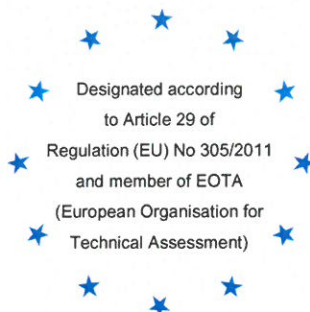 Designated according
to Article 29 of
Regulation (EU) No 305/2011
and member of EOTA
(European Organisation for
Technical Assessment)